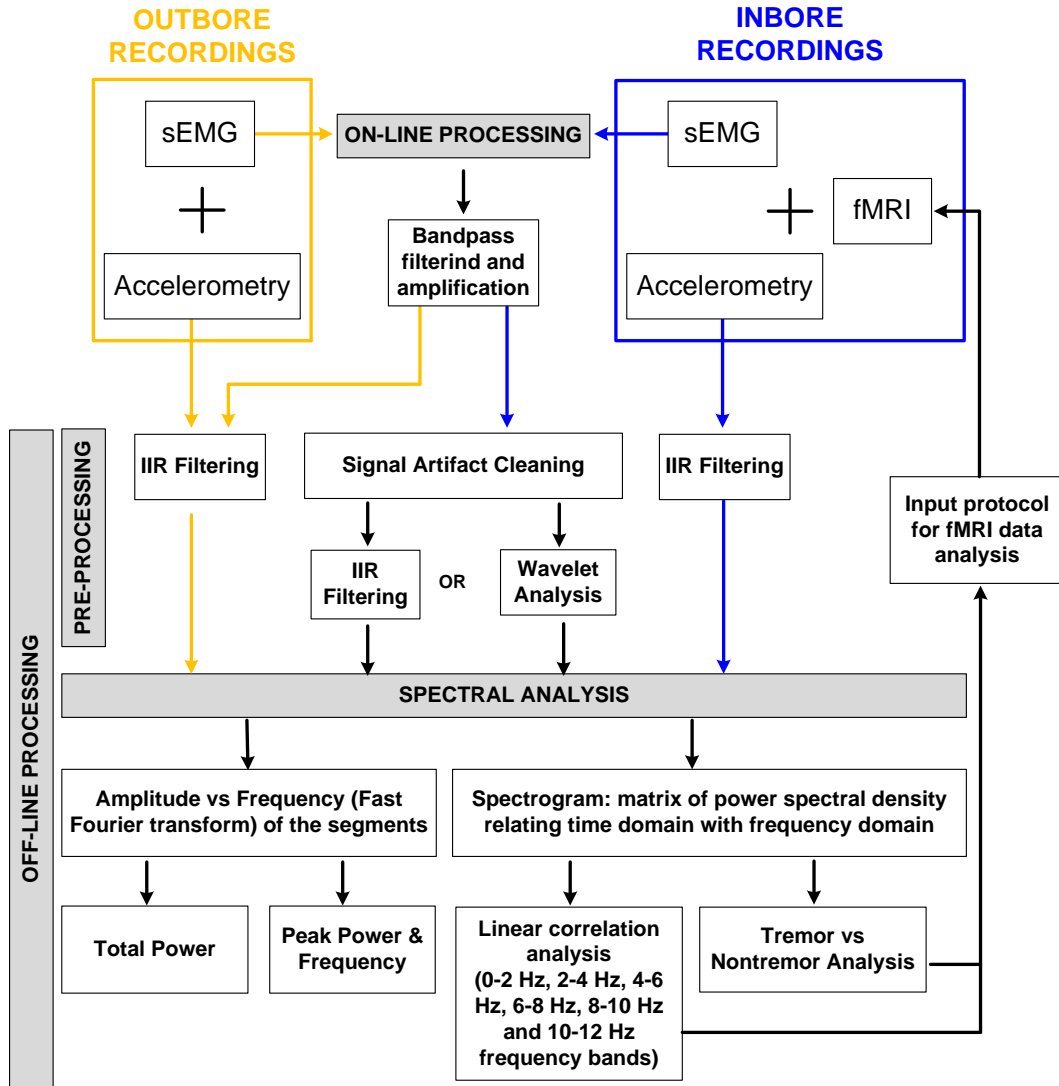 OUTBORE
RECORDINGS
INBORE
RECORDINGS
sEMG
+
Accelerometry
ON-LINE PROCESSING
Bandpass
filterind and
amplification
sEMG
+
fMRI
Accelerometry
OFF-LINE PROCESSING
PRE-PROCESSING
IIR Filtering
Signal Artifact Cleaning
IIR Filtering
Input protocol
for fMRI data
analysis
IIR
Filtering
OR
Wavelet
Analysis
SPECTRAL ANALYSIS
Amplitude vs Frequency (Fast
Fourier transform) of the segments
Spectrogram: matrix of power spectral density
relating time domain with frequency domain
Total Power
Peak Power &
Frequency
Linear correlation
analysis
(0-2 Hz, 2-4 Hz, 4-6
Hz, 6-8 Hz, 8-10 Hz
and 10-12 Hz
frequency bands)
Tremor vs
Nontremor Analysis